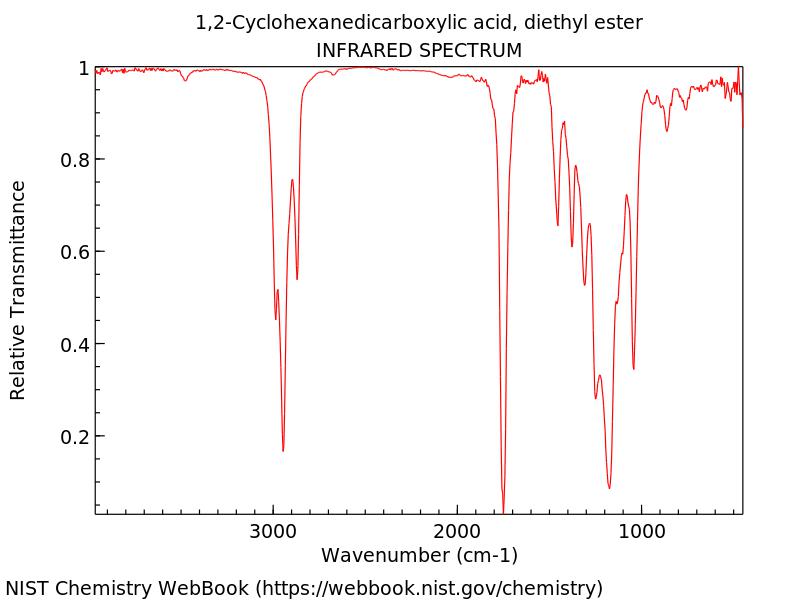 1,2-Cyclohexanedicarboxylic acid, diethyl ester
INFRARED SPECTRUM
1
0.8
0.6
0.4
0.2
Relative Transmittance
3000 2000 1000
Wavenumber (cm-1)
NIST Chemistry WebBook (https://webbook.nist.gov/chemistry)